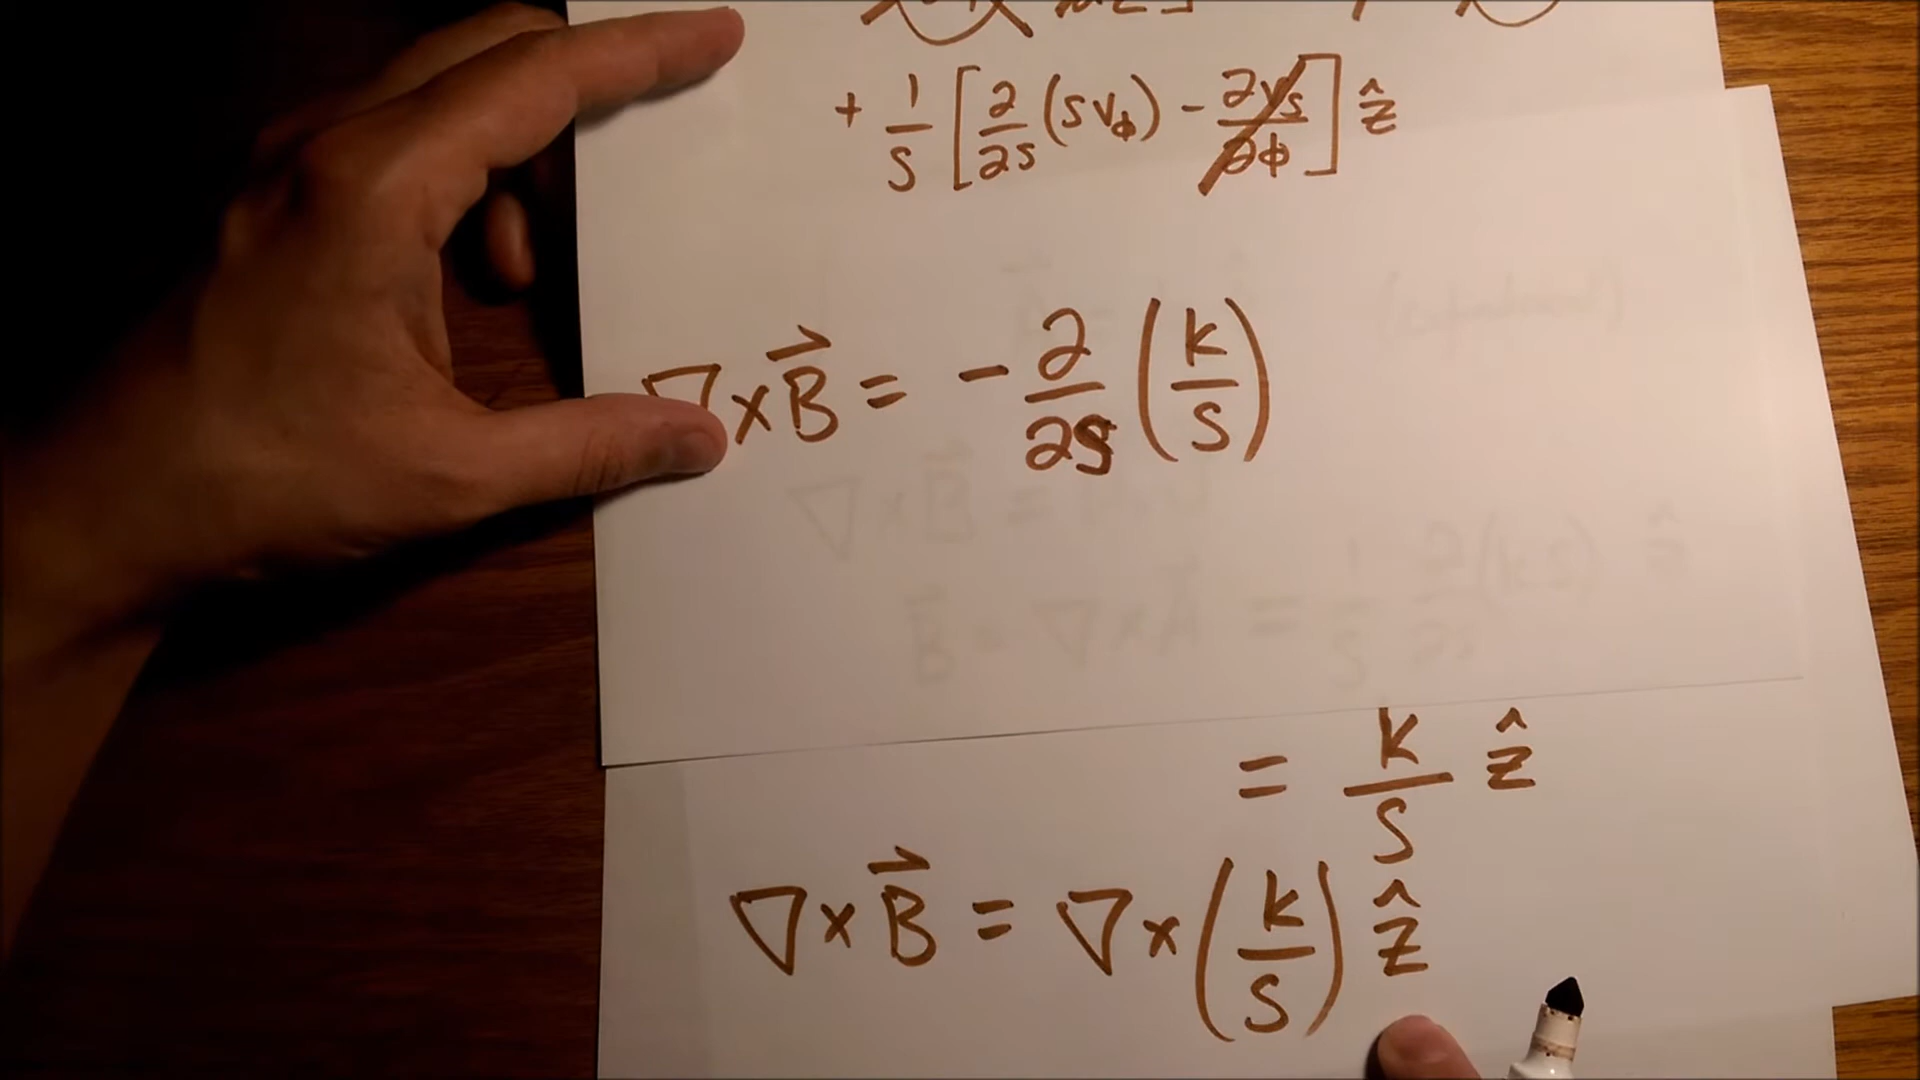 + 1/s [∂/∂s (s v_ϕ) - ∂v_s/∂ϕ] ẑ
∇ × B⃗ = - ∂/∂s (k/s)
= k/s ẑ
∇ × B⃗ = ∇ × (k/s) ẑ